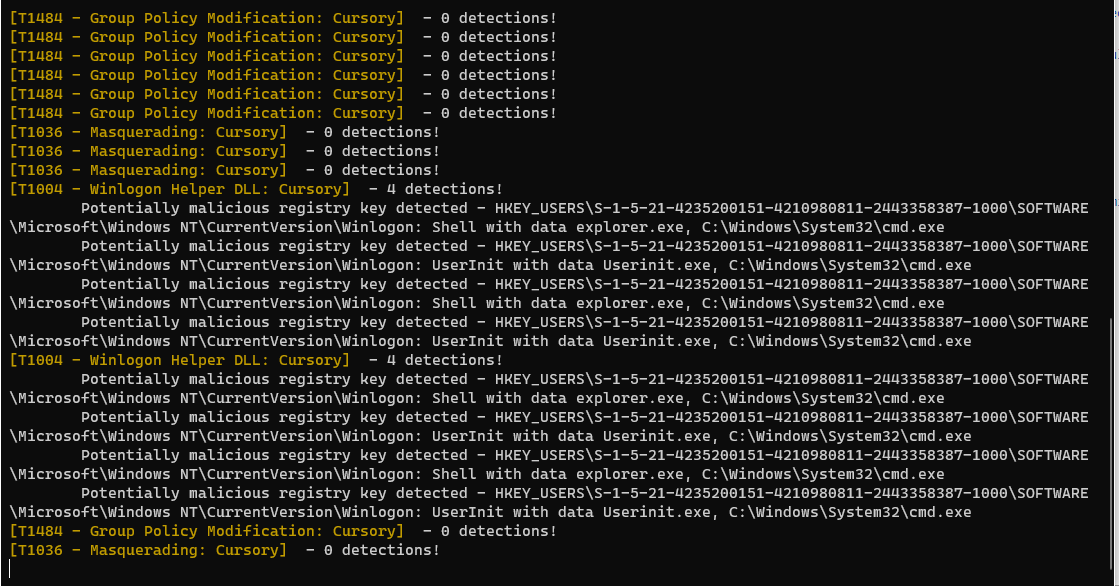 [T1484 - Group Policy Modification: Cursory]  - 0 detections!
[T1484 - Group Policy Modification: Cursory]  - 0 detections!
[T1484 - Group Policy Modification: Cursory]  - 0 detections!
[T1484 - Group Policy Modification: Cursory]  - 0 detections!
[T1484 - Group Policy Modification: Cursory]  - 0 detections!
[T1484 - Group Policy Modification: Cursory]  - 0 detections!
[T1036 - Masquerading: Cursory]  - 0 detections!
[T1036 - Masquerading: Cursory]  - 0 detections!
[T1036 - Masquerading: Cursory]  - 0 detections!
[T1004 - Winlogon Helper DLL: Cursory]  - 4 detections!
        Potentially malicious registry key detected - HKEY_USERS\S-1-5-21-4235200151-4210980811-2443358387-1000\SOFTWARE
\Microsoft\Windows NT\CurrentVersion\Winlogon: Shell with data explorer.exe, C:\Windows\System32\cmd.exe
        Potentially malicious registry key detected - HKEY_USERS\S-1-5-21-4235200151-4210980811-2443358387-1000\SOFTWARE
\Microsoft\Windows NT\CurrentVersion\Winlogon: UserInit with data Userinit.exe, C:\Windows\System32\cmd.exe
        Potentially malicious registry key detected - HKEY_USERS\S-1-5-21-4235200151-4210980811-2443358387-1000\SOFTWARE
\Microsoft\Windows NT\CurrentVersion\Winlogon: Shell with data explorer.exe, C:\Windows\System32\cmd.exe
        Potentially malicious registry key detected - HKEY_USERS\S-1-5-21-4235200151-4210980811-2443358387-1000\SOFTWARE
\Microsoft\Windows NT\CurrentVersion\Winlogon: UserInit with data Userinit.exe, C:\Windows\System32\cmd.exe
[T1004 - Winlogon Helper DLL: Cursory]  - 4 detections!
        Potentially malicious registry key detected - HKEY_USERS\S-1-5-21-4235200151-4210980811-2443358387-1000\SOFTWARE
\Microsoft\Windows NT\CurrentVersion\Winlogon: Shell with data explorer.exe, C:\Windows\System32\cmd.exe
        Potentially malicious registry key detected - HKEY_USERS\S-1-5-21-4235200151-4210980811-2443358387-1000\SOFTWARE
\Microsoft\Windows NT\CurrentVersion\Winlogon: UserInit with data Userinit.exe, C:\Windows\System32\cmd.exe
        Potentially malicious registry key detected - HKEY_USERS\S-1-5-21-4235200151-4210980811-2443358387-1000\SOFTWARE
\Microsoft\Windows NT\CurrentVersion\Winlogon: Shell with data explorer.exe, C:\Windows\System32\cmd.exe
        Potentially malicious registry key detected - HKEY_USERS\S-1-5-21-4235200151-4210980811-2443358387-1000\SOFTWARE
\Microsoft\Windows NT\CurrentVersion\Winlogon: UserInit with data Userinit.exe, C:\Windows\System32\cmd.exe
[T1484 - Group Policy Modification: Cursory]  - 0 detections!
[T1036 - Masquerading: Cursory]  - 0 detections!